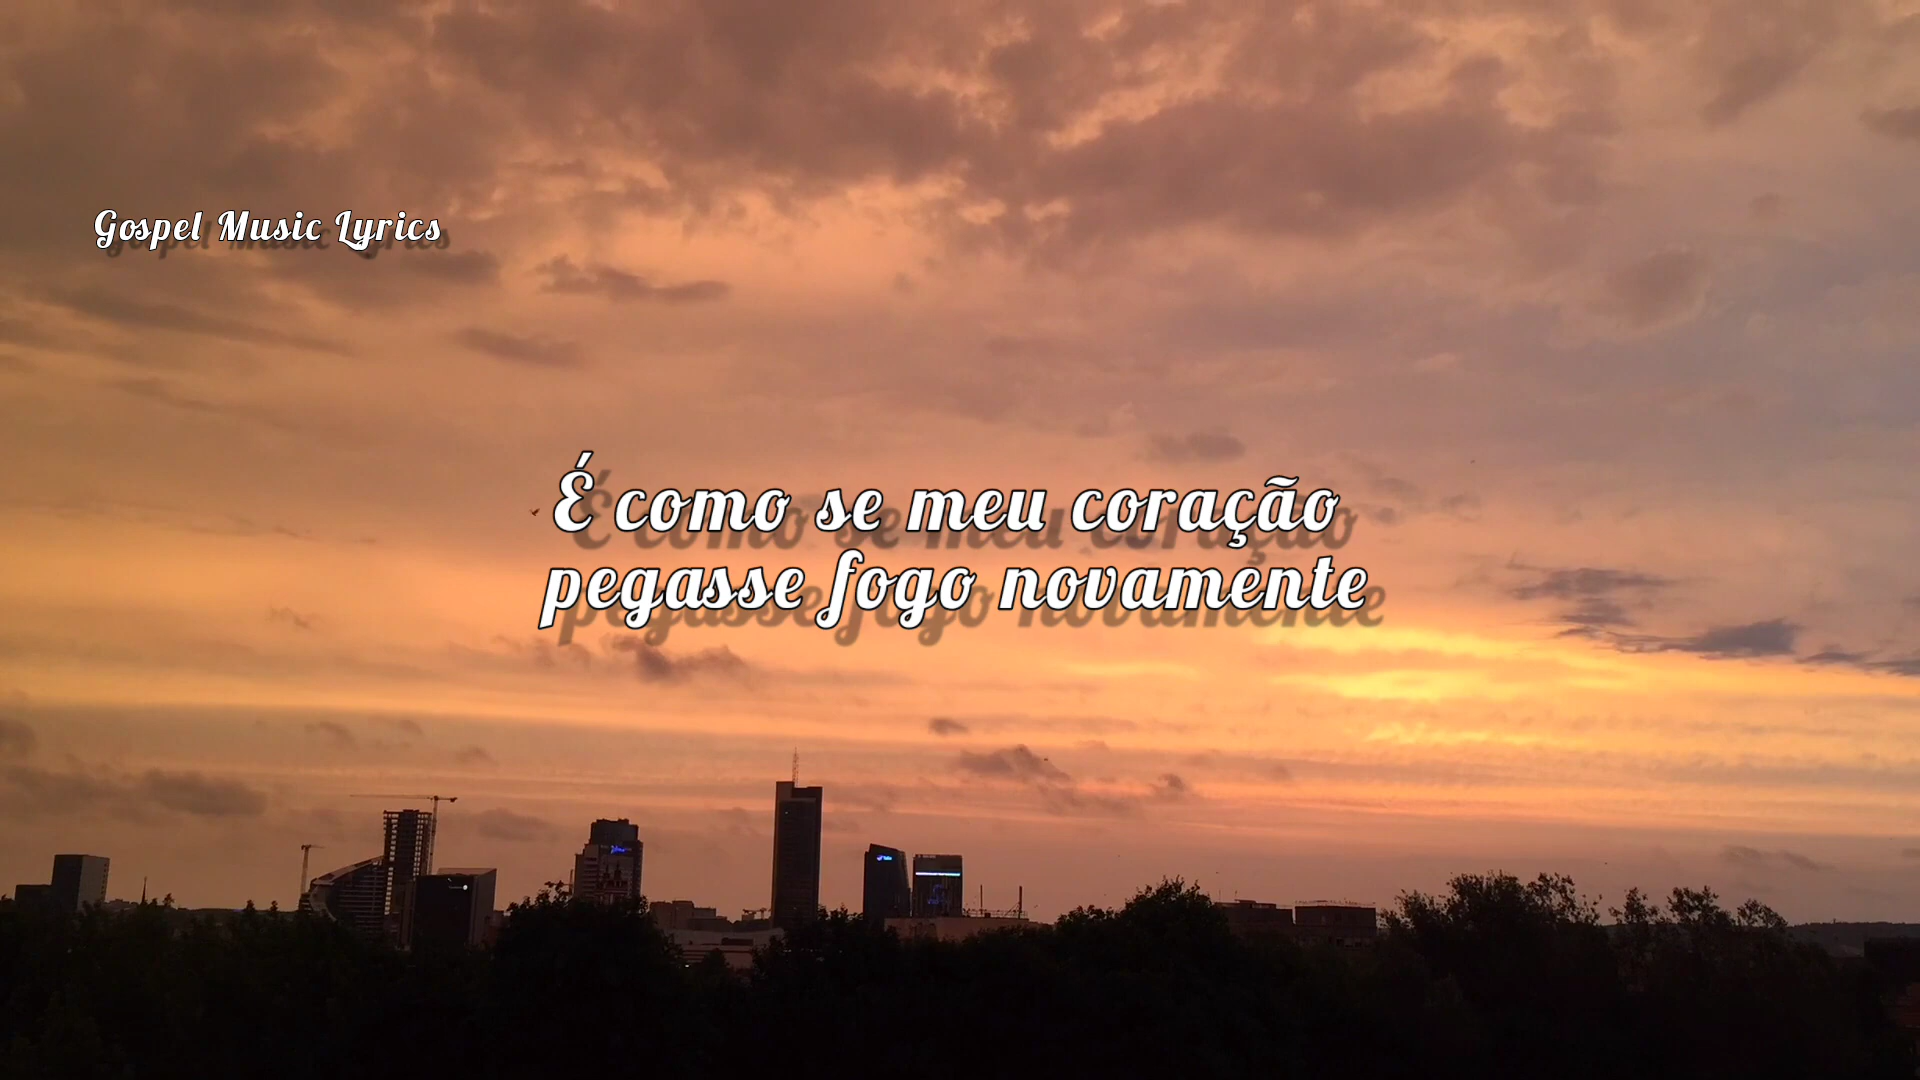 Gospel Music Lyrics
É como se meu coração
pegasse fogo novamente